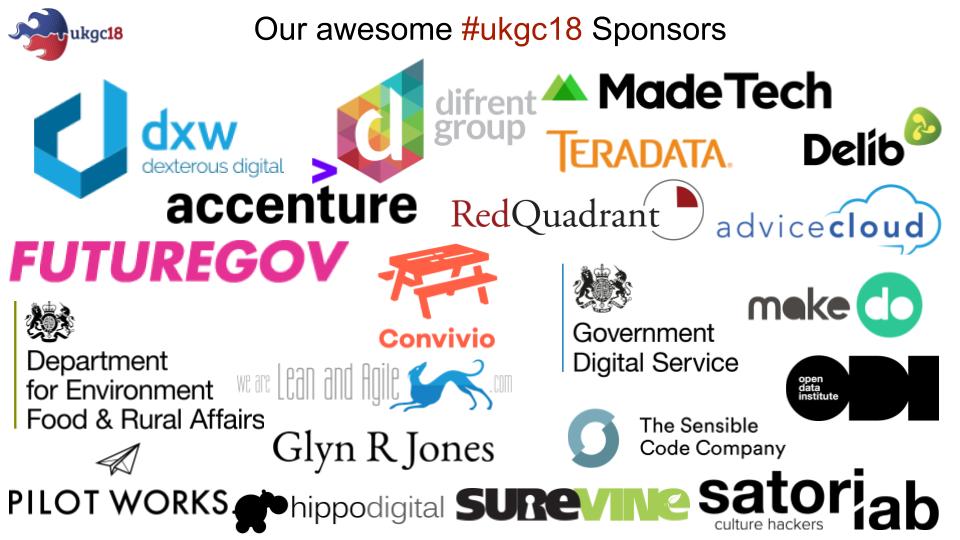 ukgc18
Our awesome #ukgc18 Sponsors
dxw
dexterous digital
d
difrent
group
MadeTech
TERADATA.
Delib
>
accenture
RedQuadrant
advicecloud
FUTUREGOV
Convivio
Government
Digital Service
make do
Department
for Environment
Food & Rural Affairs
we are Lean and Agile .com
open
data
institute
ODI
Glyn R Jones
The Sensible
Code Company
PILOT WORKS.
hippodigital
SUREVINE
satori lab
culture hackers